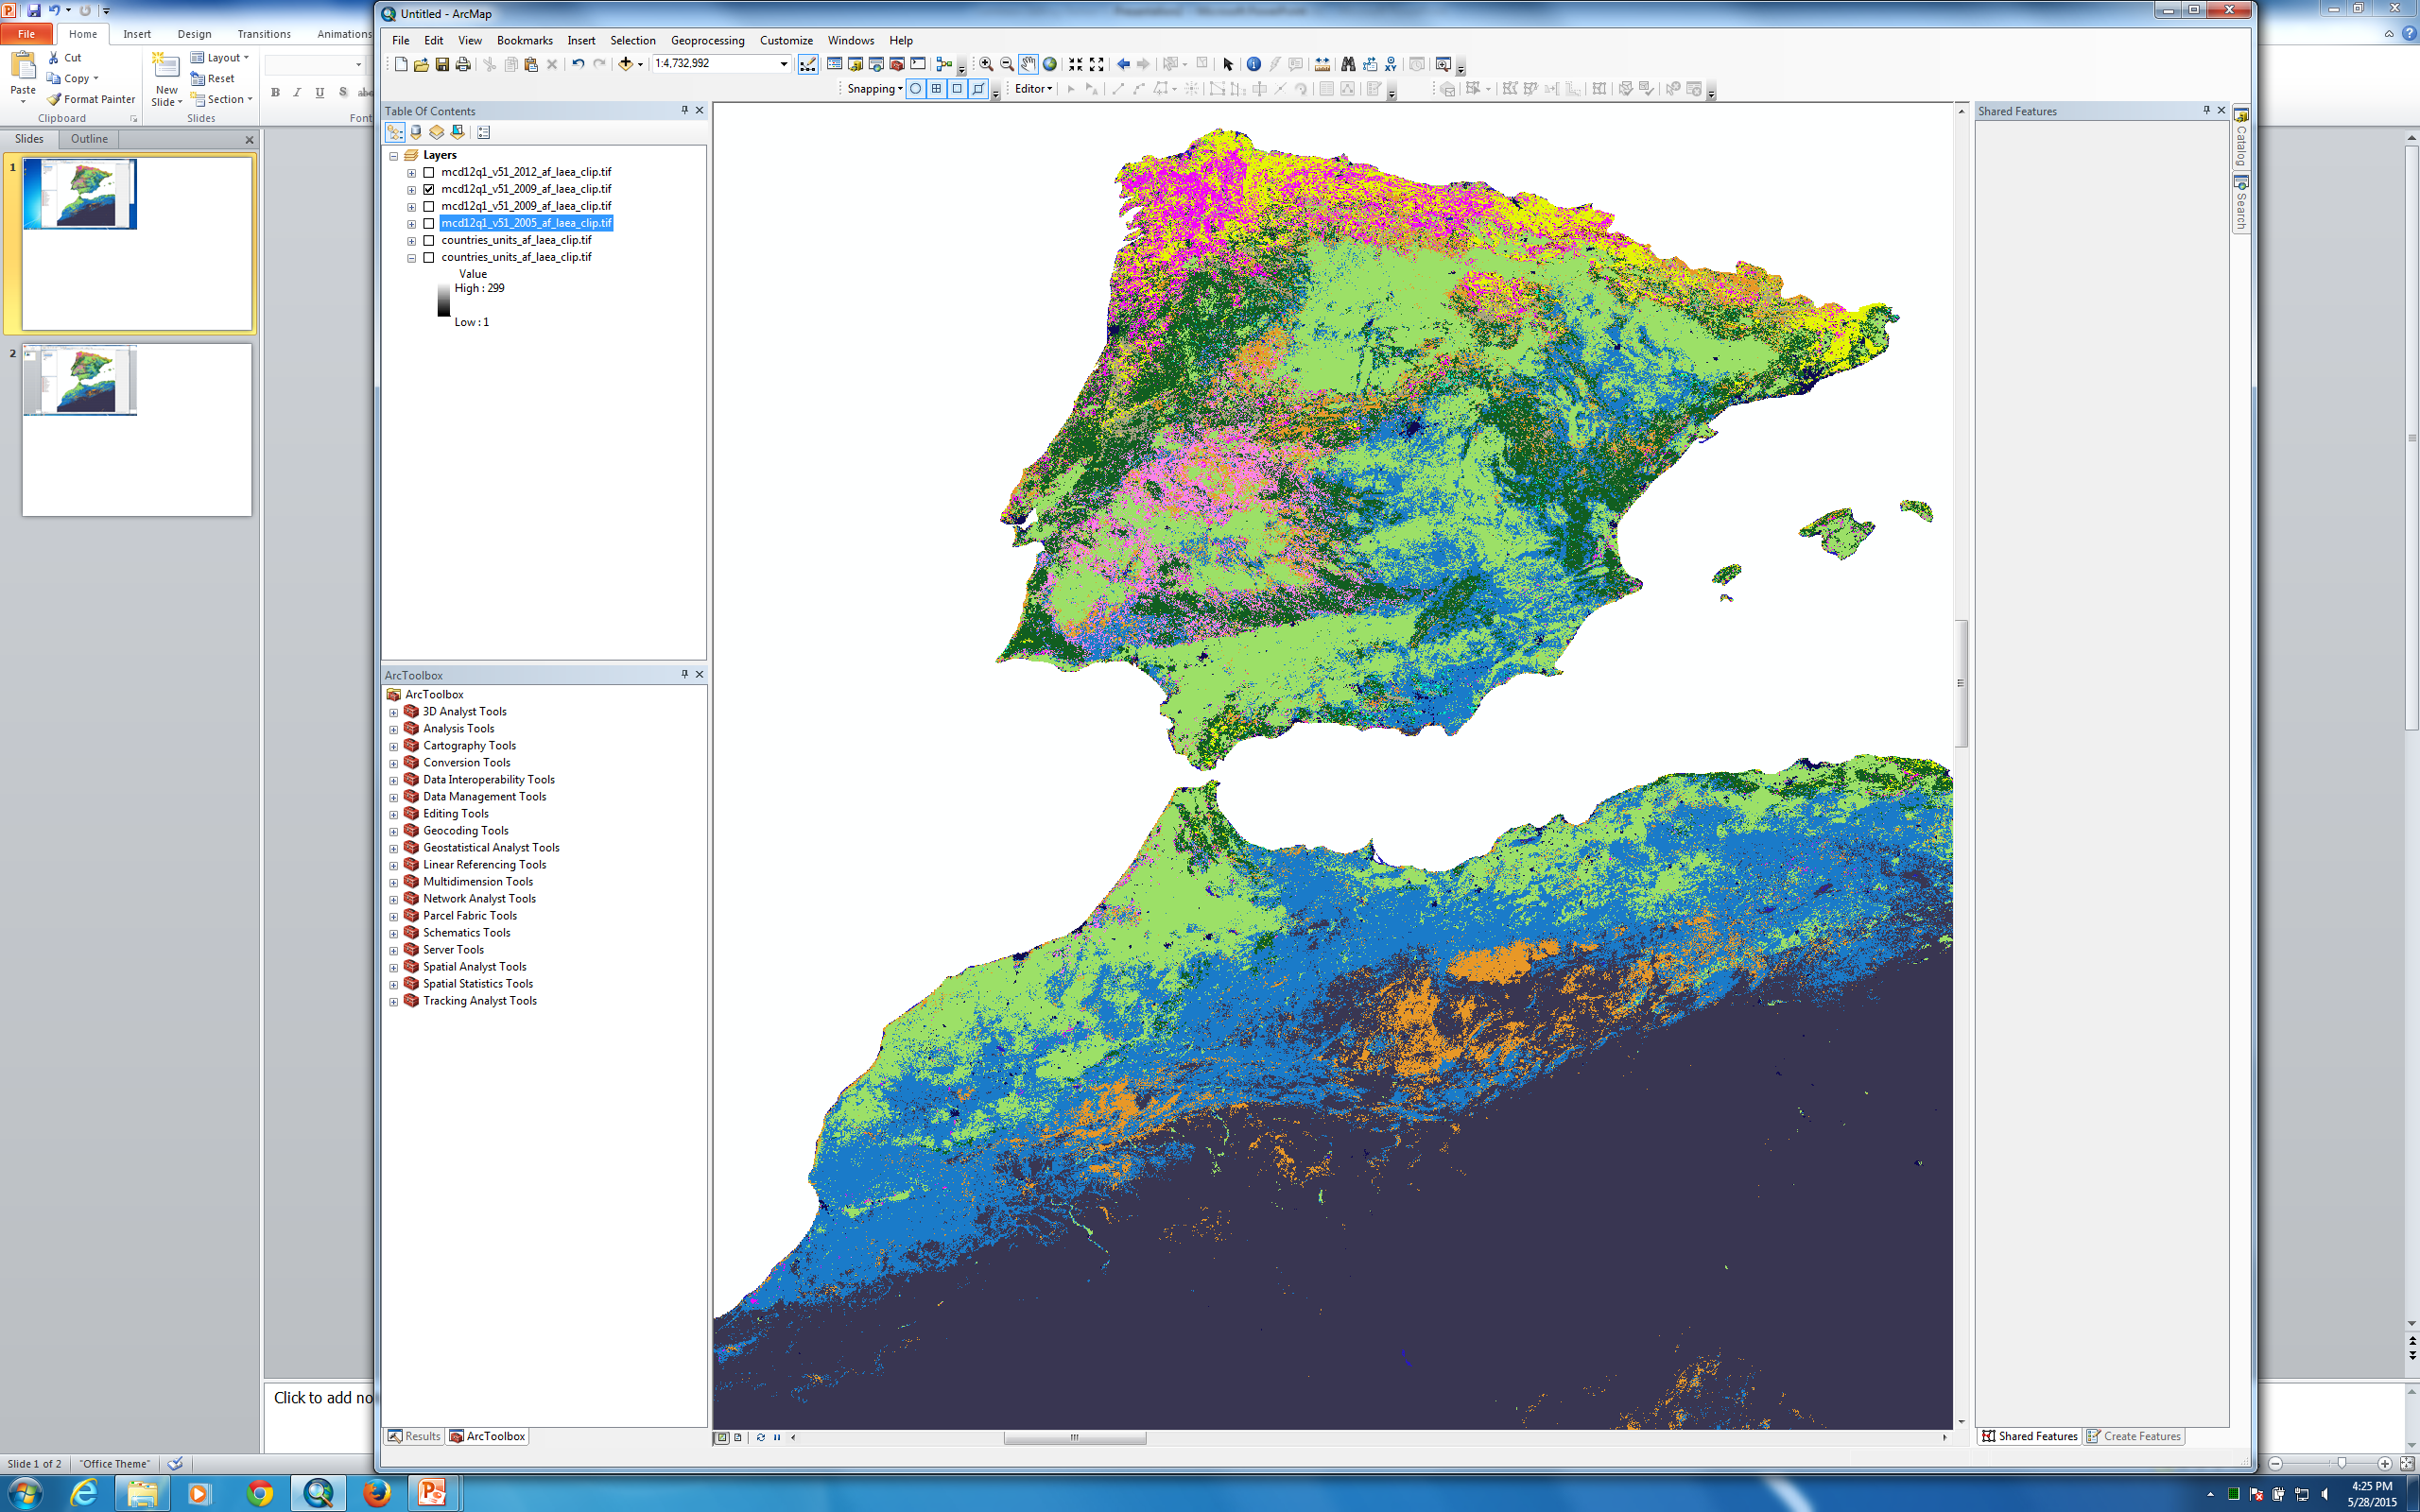 Untitled - ArcMap
File
Home
Insert
Design
Transitions
Animations
Paste
Cut
Copy
Format Painter
Clipboard
New Slide
Layout
Reset
Section
Slides
B I U S abc
Font
Slides
Outline
1
2
Click to add no
Slide 1 of 2
"Office Theme"
File Edit View Bookmarks Insert Selection Geoprocessing Customize Windows Help
1:4,732,992
Snapping
Editor
Table Of Contents
Layers
mcd12q1_v51_2012_af_laea_clip.tif
mcd12q1_v51_2009_af_laea_clip.tif
mcd12q1_v51_2009_af_laea_clip.tif
mcd12q1_v51_2005_af_laea_clip.tif
countries_units_af_laea_clip.tif
countries_units_af_laea_clip.tif
Value
High : 299
Low : 1
ArcToolbox
ArcToolbox
3D Analyst Tools
Analysis Tools
Cartography Tools
Conversion Tools
Data Interoperability Tools
Data Management Tools
Editing Tools
Geocoding Tools
Geostatistical Analyst Tools
Linear Referencing Tools
Multidimension Tools
Network Analyst Tools
Parcel Fabric Tools
Schematics Tools
Server Tools
Spatial Analyst Tools
Spatial Statistics Tools
Tracking Analyst Tools
Results
ArcToolbox
Shared Features
Catalog
Search
Shared Features
Create Features
4:25 PM
5/28/2015